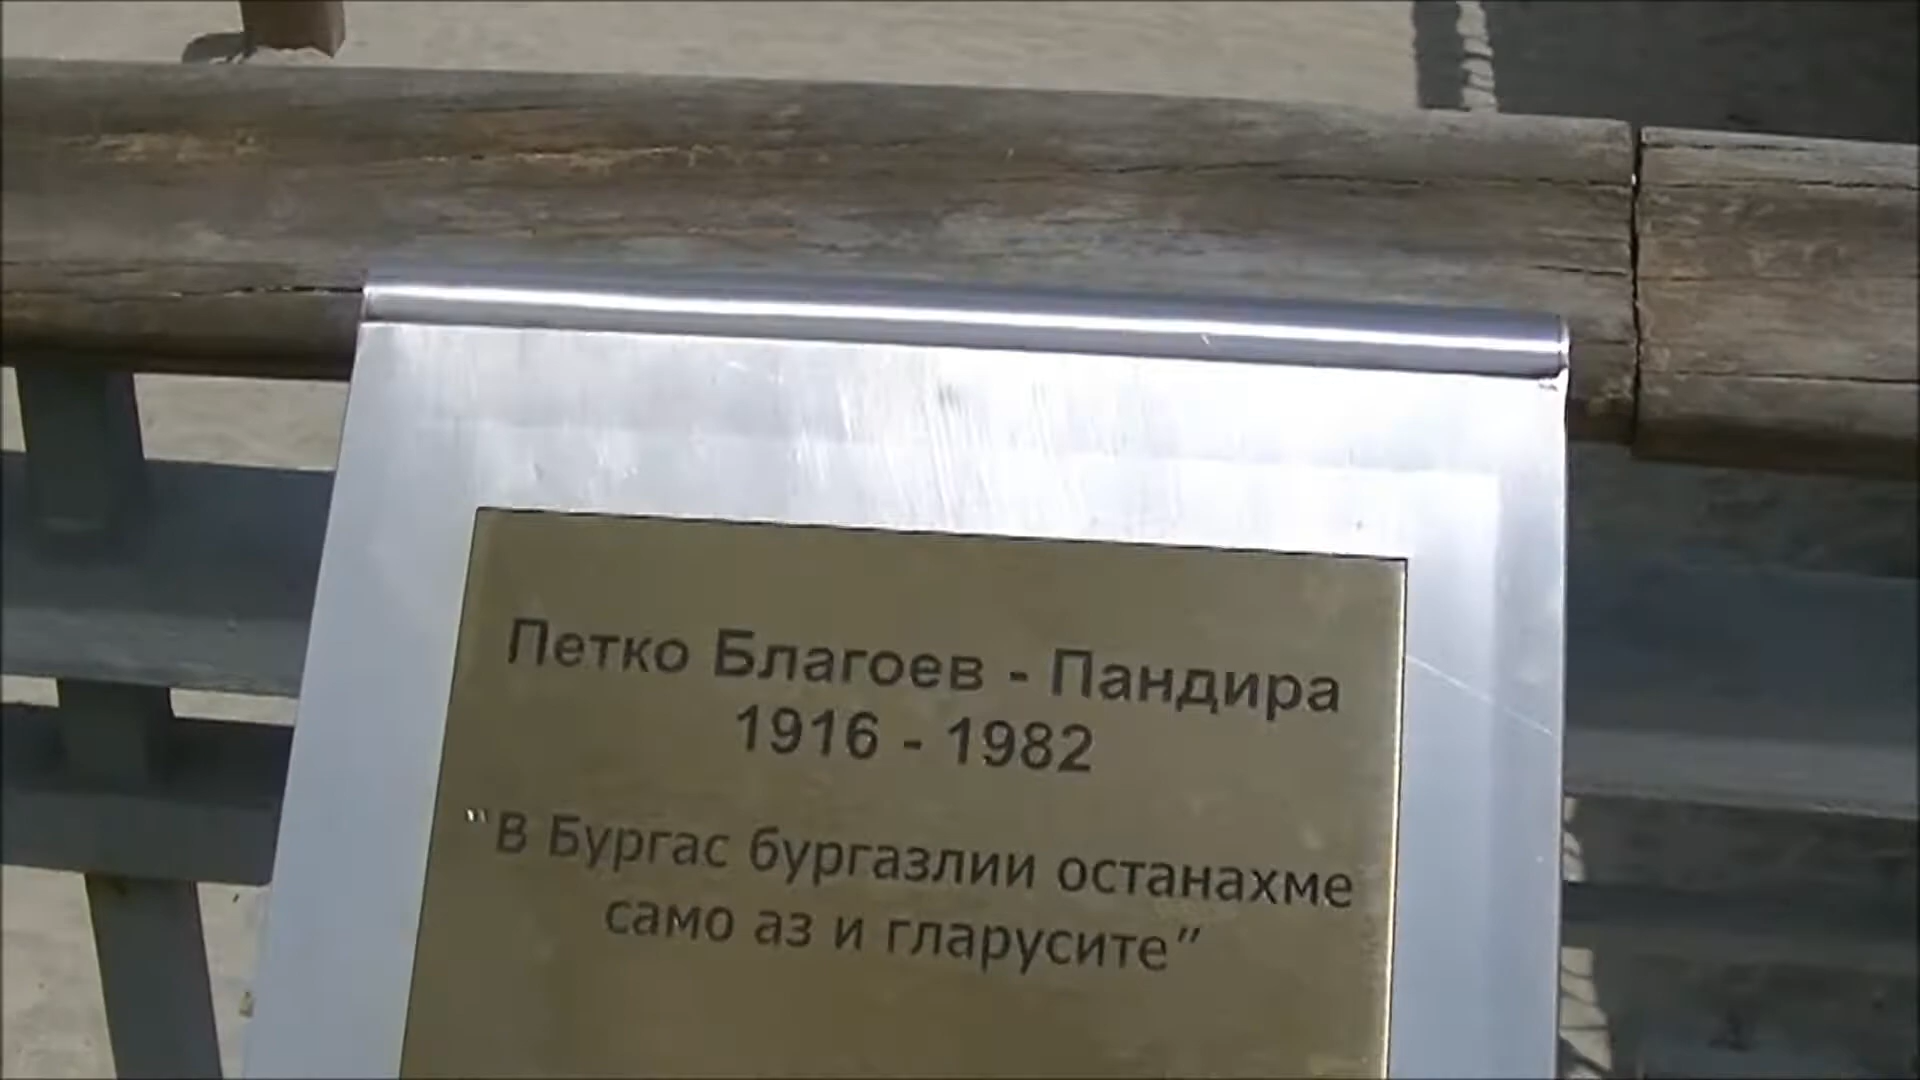 Петко Благоев - Пандира
1916 - 1982
"В Бургас бургазлии останахме
само аз и гларусите"